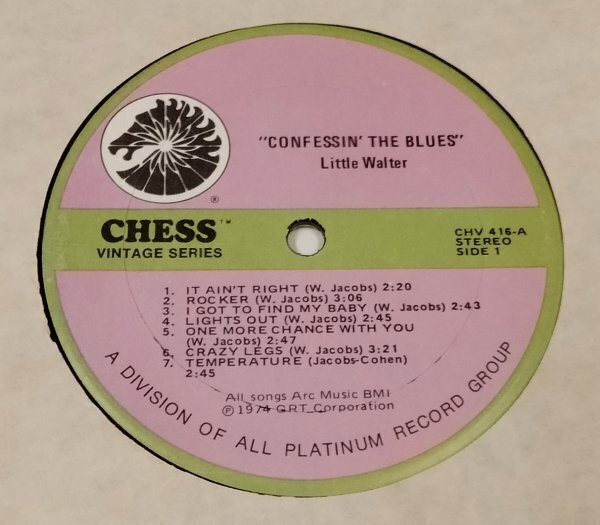 "CONFESSIN' THE BLUES"
Little Walter
®
CHESS™
VINTAGE SERIES
CHV 416-A
STEREO
SIDE 1
1. IT AIN'T RIGHT (W. Jacobs) 2:20
2. ROCKER (W. Jacobs) 3:06
3. I GOT TO FIND MY BABY (W. Jacobs) 2:43
4. LIGHTS OUT (W. Jacobs) 2:45
5. ONE MORE CHANCE WITH YOU
(W. Jacobs) 2:47
6. CRAZY LEGS (W. Jacobs) 3:21
7. TEMPERATURE (Jacobs-Cohen)
2:45
All songs Arc Music BMI
℗ 1974 GRT Corporation
A DIVISION OF ALL PLATINUM RECORD GROUP